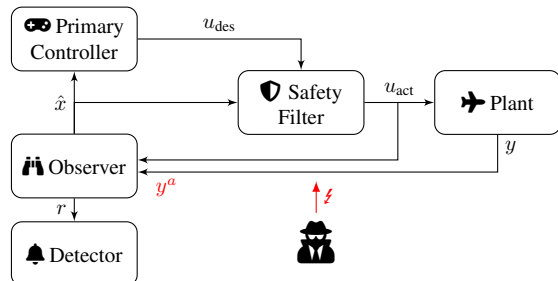 Primary
Controller
u_des
Safety
Filter
u_act
Plant
x̂
Observer
y
y^a
r
Detector